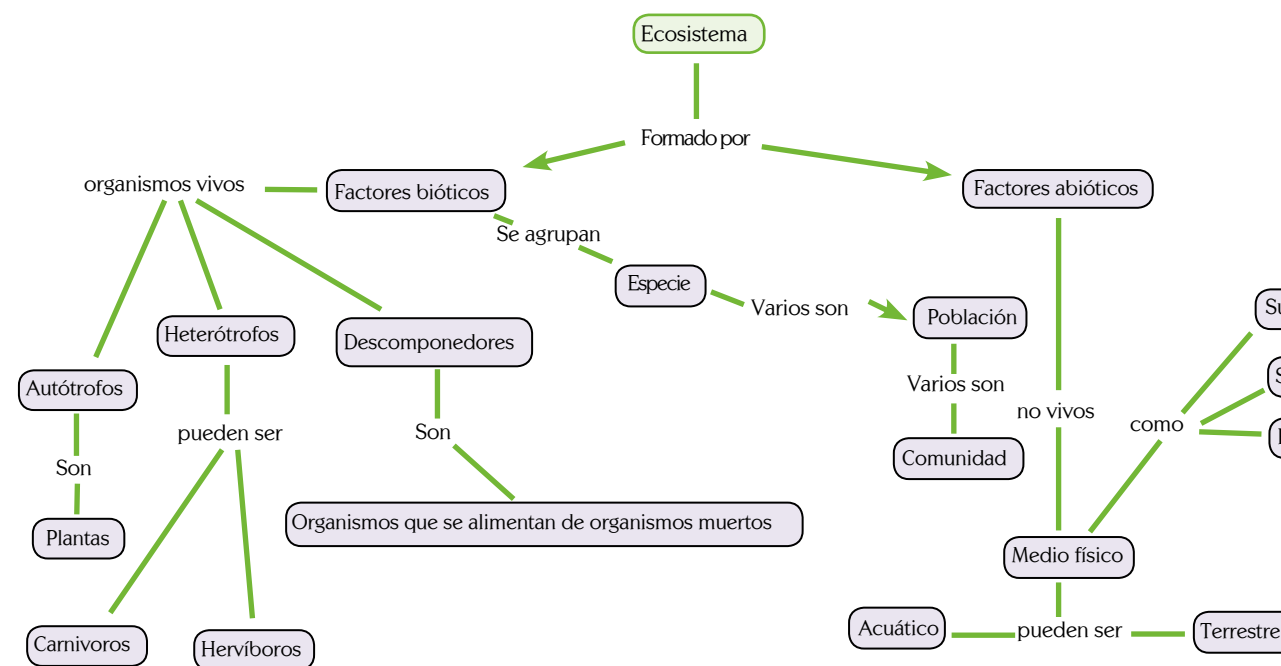 Ecosistema
Formado por
organismos vivos
Factores bióticos
Factores abióticos
Se agrupan
Especie
Varios son
Población
Heterótrofos
Descomponedores
Autótrofos
Varios son
no vivos
como
pueden ser
Son
Comunidad
Son
Organismos que se alimentan de organismos muertos
Plantas
Medio físico
Carnivoros
Hervíboros
Acuático
pueden ser
Terrestre